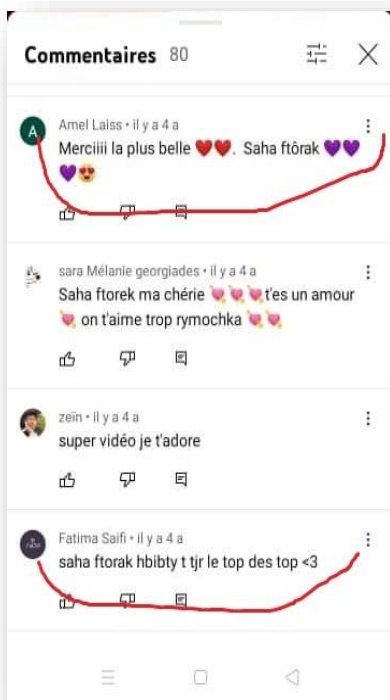 Commentaires 80
Amel Laiss • il y a 4 a
Merciiii la plus belle ❤️❤️. Saha ftôrak 💜💜
💜😍
sara Mélanie georgiades • il y a 4 a
Saha ftorek ma chérie 💘💘💘t'es un amour
💘 on t'aime trop rymochka 💘💘
zeïn • il y a 4 a
super vidéo je t'adore
Fatima Saifi • il y a 4 a
saha ftorak hbibty t tjr le top des top <3